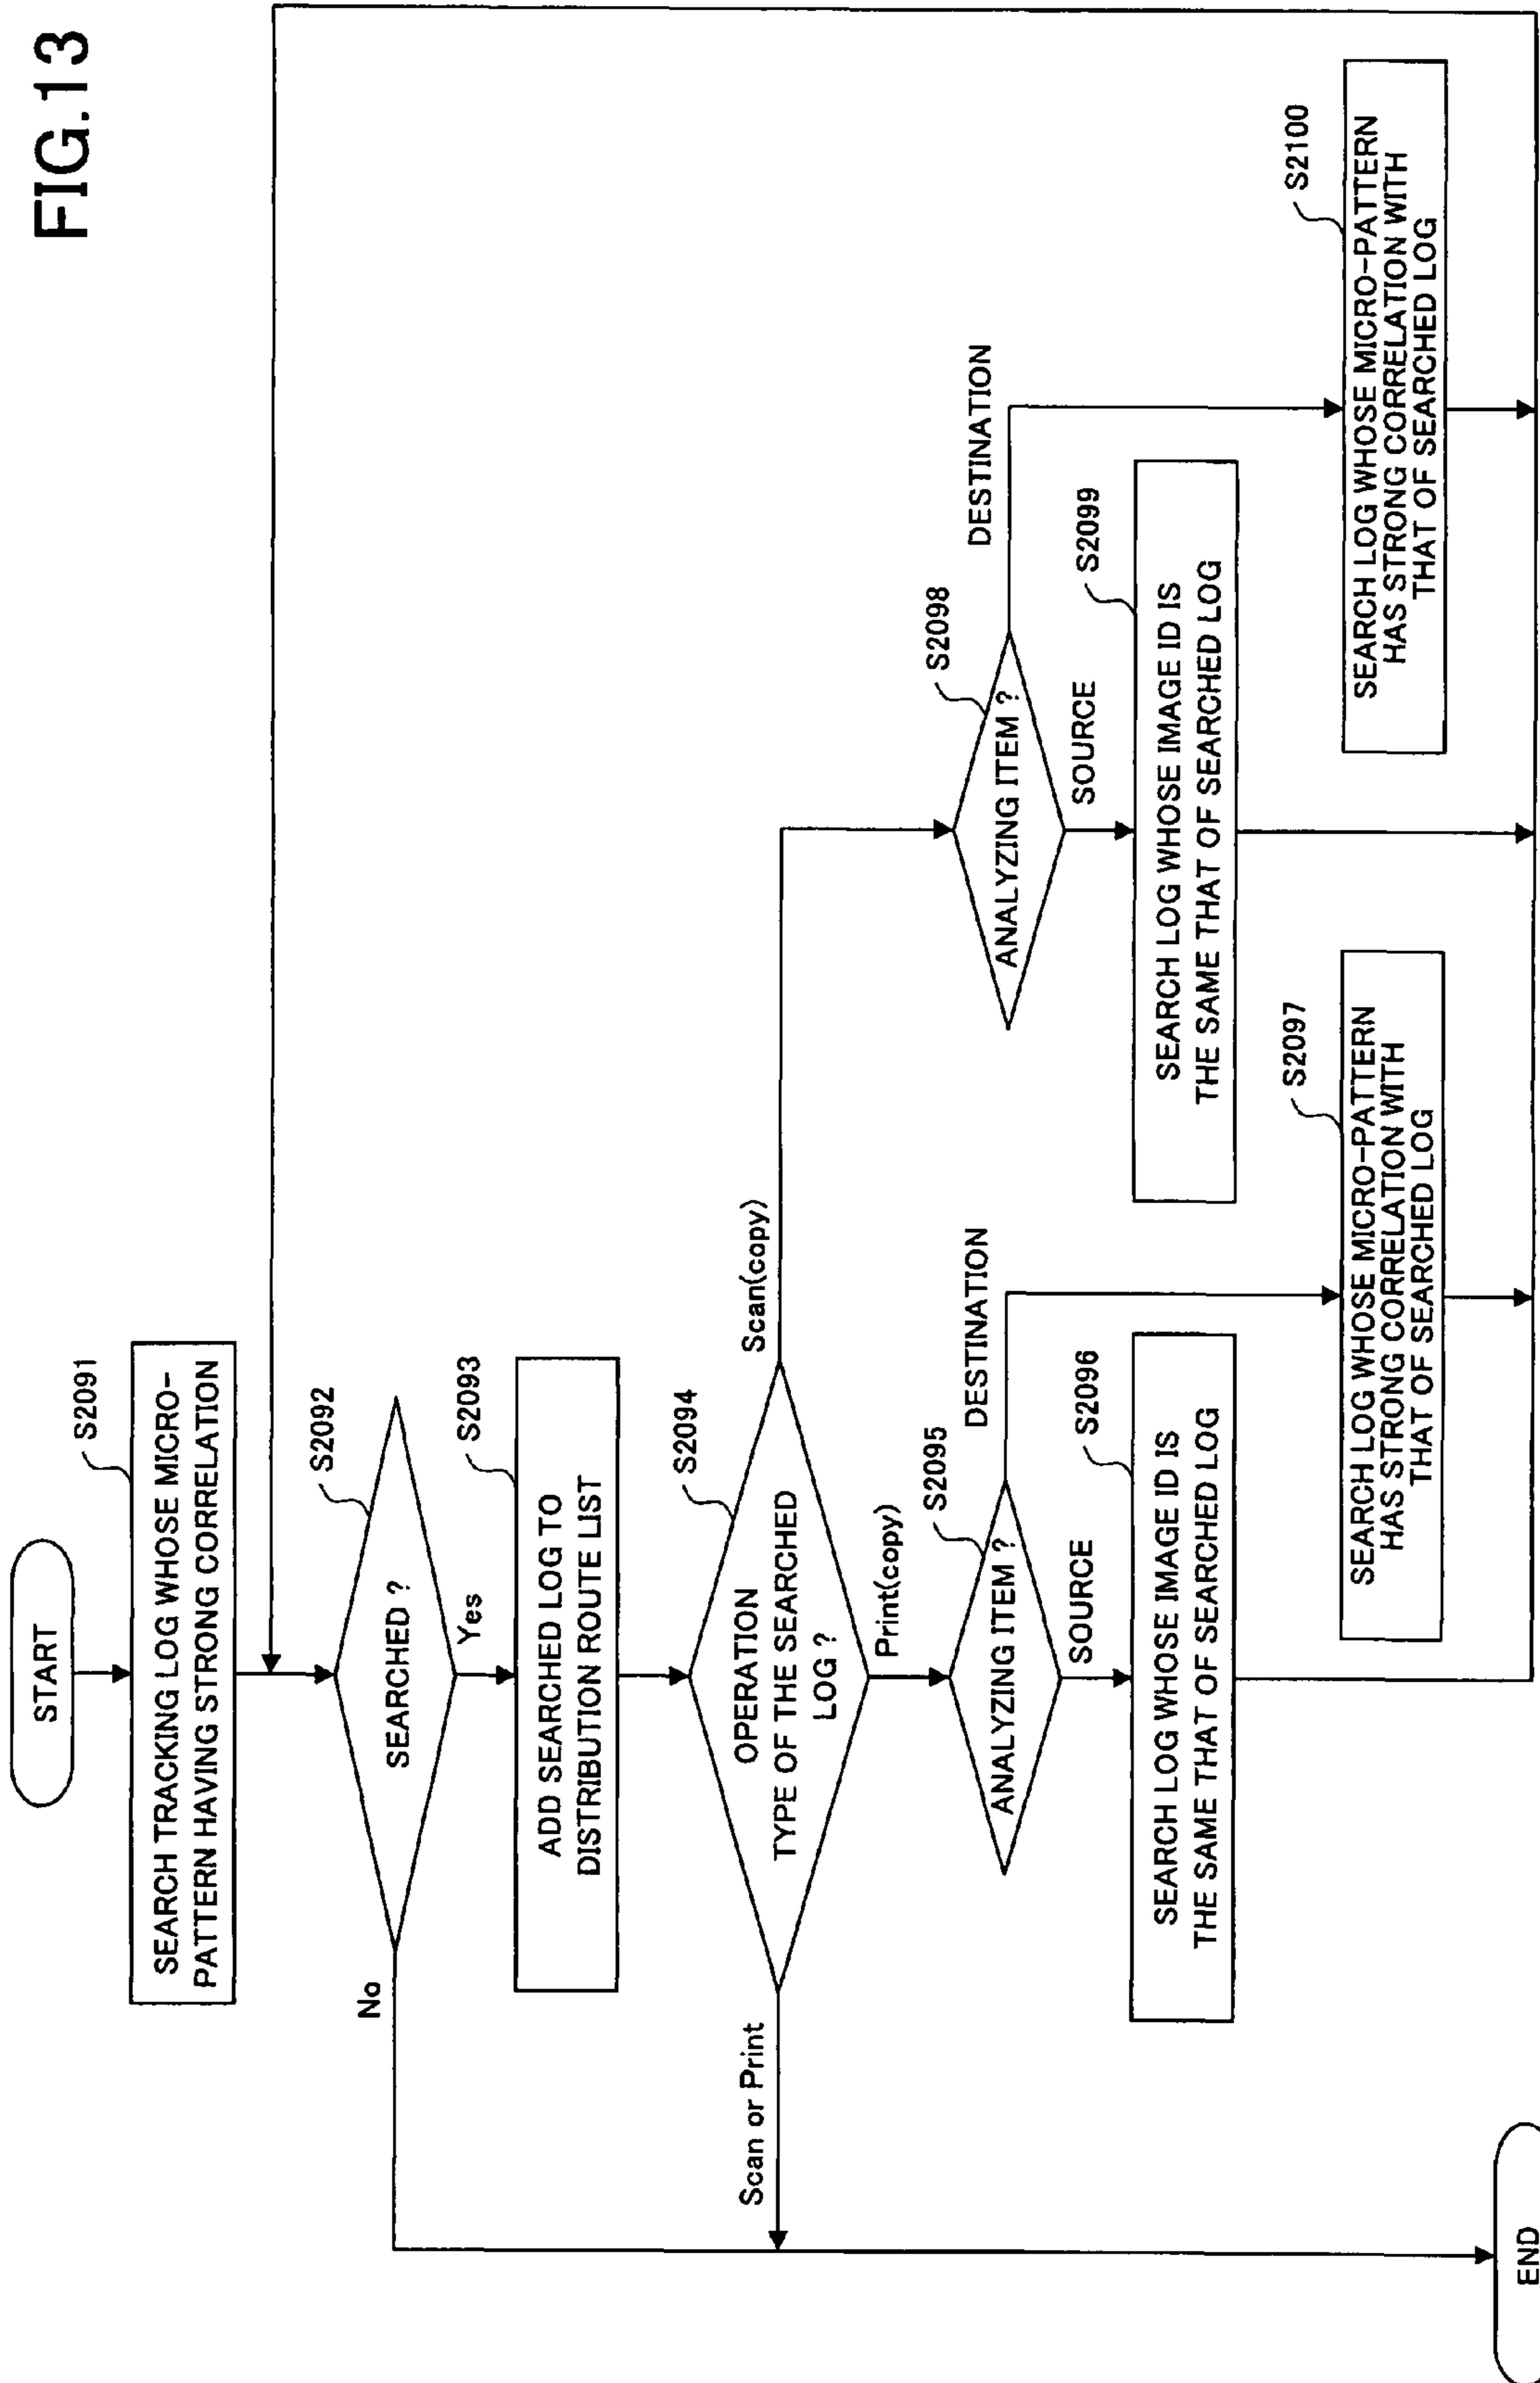 FIG.13
START
S2091
SEARCH TRACKING LOG WHOSE MICRO-
PATTERN HAVING STRONG CORRELATION
S2092
SEARCHED ?
No
Yes
S2093
ADD SEARCHED LOG TO
DISTRIBUTION ROUTE LIST
S2094
OPERATION
TYPE OF THE SEARCHED
LOG ?
Scan or Print
Scan(copy)
Print(copy)
S2095
ANALYZING ITEM ?
DESTINATION
SOURCE
S2096
SEARCH LOG WHOSE IMAGE ID IS
THE SAME THAT OF SEARCHED LOG
S2097
SEARCH LOG WHOSE MICRO-PATTERN
HAS STRONG CORRELATION WITH
THAT OF SEARCHED LOG
S2098
ANALYZING ITEM ?
DESTINATION
SOURCE
S2099
SEARCH LOG WHOSE IMAGE ID IS
THE SAME THAT OF SEARCHED LOG
S2100
SEARCH LOG WHOSE MICRO-PATTERN
HAS STRONG CORRELATION WITH
THAT OF SEARCHED LOG
END